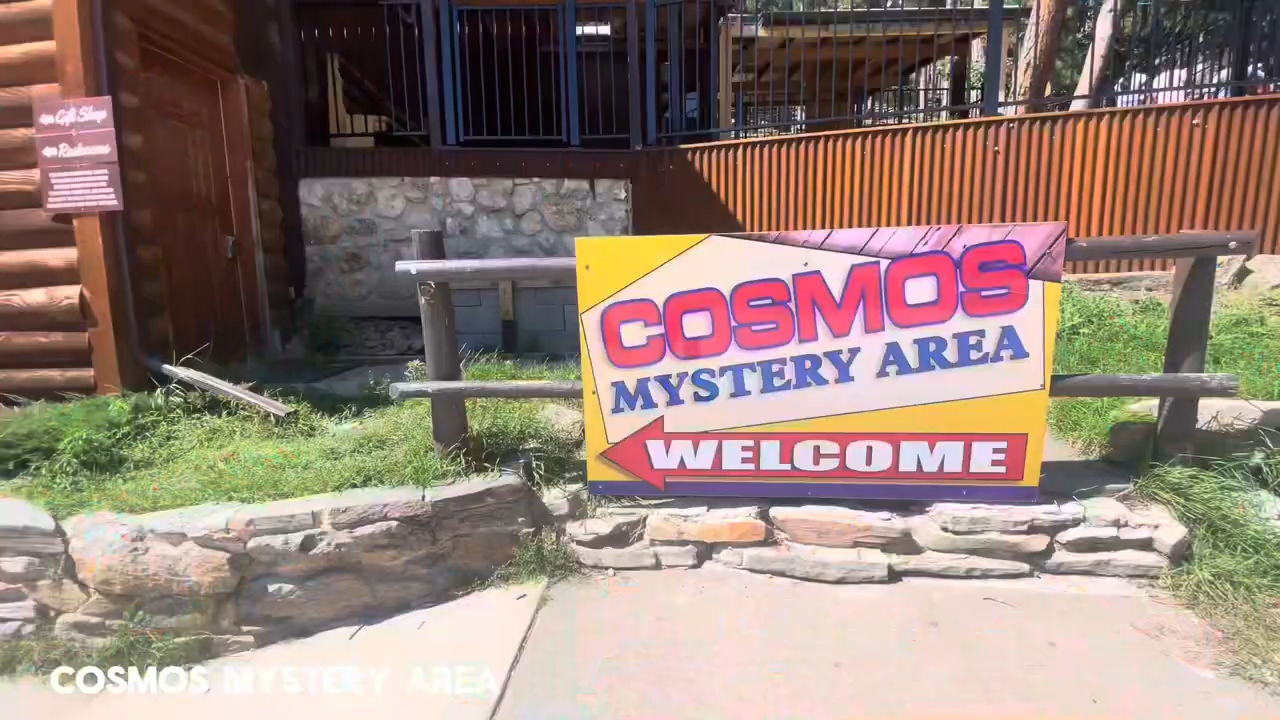 Gift Shop
Restrooms
COSMOS
MYSTERY AREA
WELCOME
COSMOS MYSTERY AREA